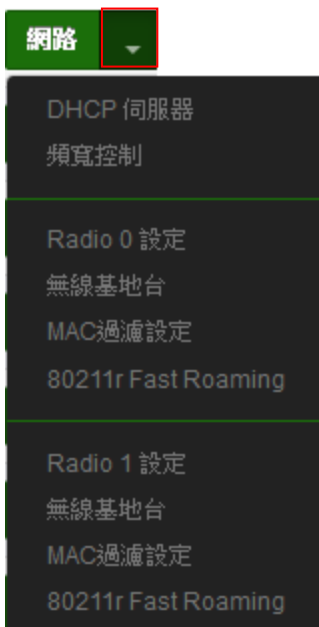 網路
DHCP 伺服器
頻寬控制
Radio 0 設定
無線基地台
MAC過濾設定
80211r Fast Roaming
Radio 1 設定
無線基地台
MAC過濾設定
80211r Fast Roaming